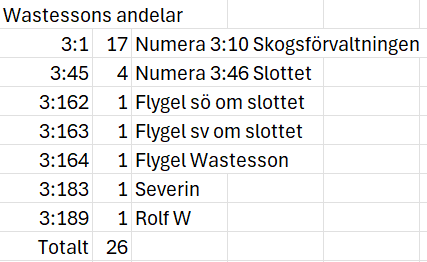 Wastessons andelar
3:1 17 Numera 3:10 Skogsförvaltningen
3:45 4 Numera 3:46 Slottet
3:162 1 Flygel sö om slottet
3:163 1 Flygel sv om slottet
3:164 1 Flygel Wastesson
3:183 1 Severin
3:189 1 Rolf W
Totalt 26